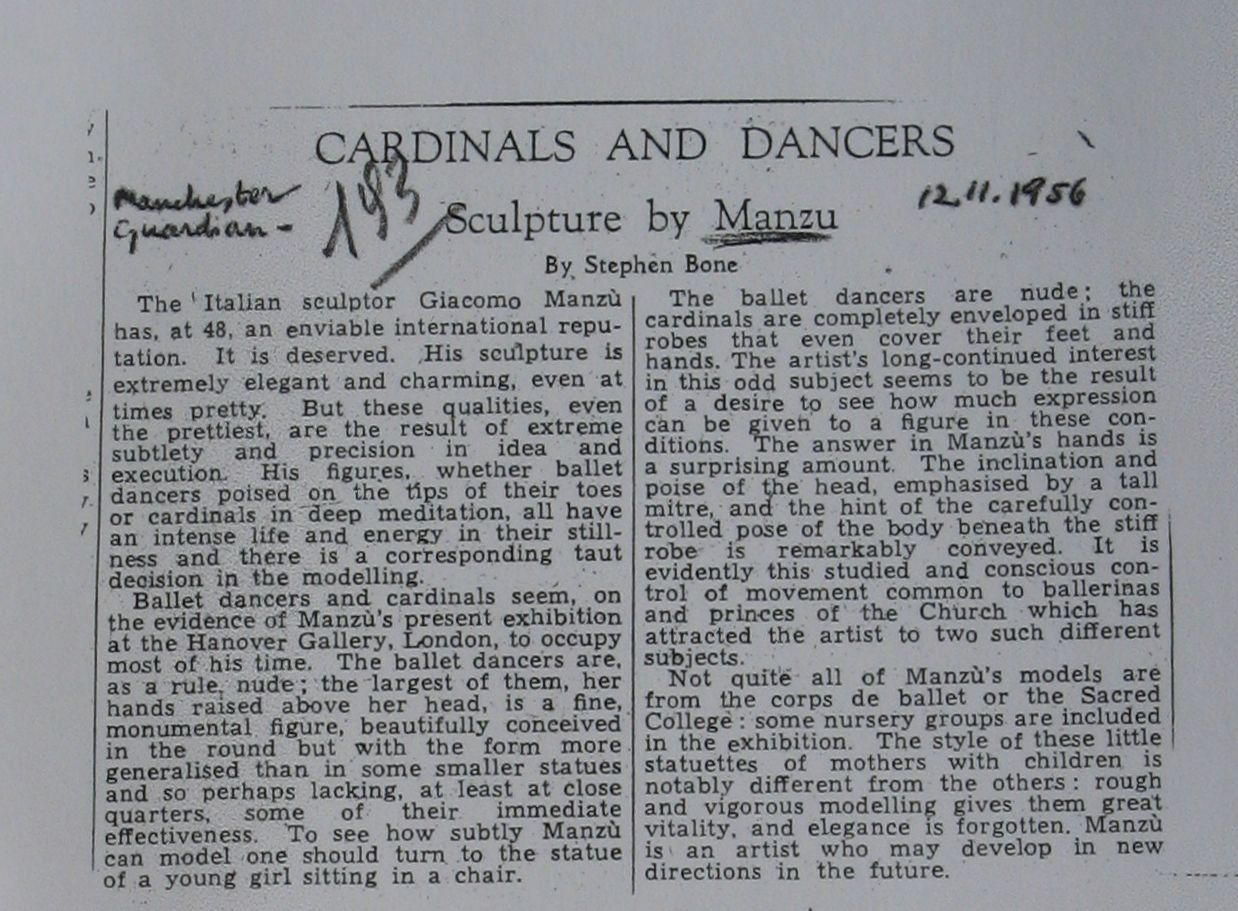 CARDINALS AND DANCERS
Manchester
Guardian -
193
12.11.1956
Sculpture by Manzu
By Stephen Bone
The Italian sculptor Giacomo Manzù
has, at 48, an enviable international repu-
tation. It is deserved. His sculpture is
extremely elegant and charming, even at
times pretty. But these qualities, even
the prettiest, are the result of extreme
subtlety and precision in idea and
execution. His figures, whether ballet
dancers poised on the tips of their toes
or cardinals in deep meditation, all have
an intense life and energy in their still-
ness and there is a corresponding taut
decision in the modelling.
Ballet dancers and cardinals seem, on
the evidence of Manzù's present exhibition
at the Hanover Gallery, London, to occupy
most of his time. The ballet dancers are,
as a rule, nude; the largest of them, her
hands raised above her head, is a fine,
monumental figure, beautifully conceived
in the round but with the form more
generalised than in some smaller statues
and so perhaps lacking, at least at close
quarters, some of their immediate
effectiveness. To see how subtly Manzù
can model one should turn to the statue
of a young girl sitting in a chair.
The ballet dancers are nude; the
cardinals are completely enveloped in stiff
robes that even cover their feet and
hands. The artist's long-continued interest
in this odd subject seems to be the result
of a desire to see how much expression
can be given to a figure in these con-
ditions. The answer in Manzù's hands is
a surprising amount. The inclination and
poise of the head, emphasised by a tall
mitre, and the hint of the carefully con-
trolled pose of the body beneath the stiff
robe is remarkably conveyed. It is
evidently this studied and conscious con-
trol of movement common to ballerinas
and princes of the Church which has
attracted the artist to two such different
subjects.
Not quite all of Manzù's models are
from the corps de ballet or the Sacred
College: some nursery groups are included
in the exhibition. The style of these little
statuettes of mothers with children is
notably different from the others: rough
and vigorous modelling gives them great
vitality, and elegance is forgotten. Manzù
is an artist who may develop in new
directions in the future.